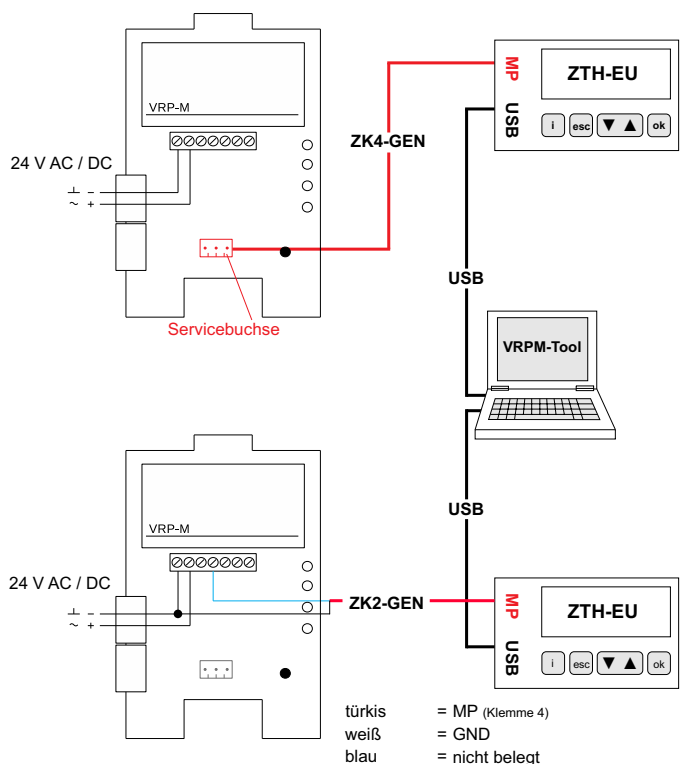 VRP-M
24 V AC / DC
⊥ –
~ +
Servicebuchse
ZK4-GEN
MP
USB
ZTH-EU
i esc ▼ ▲ ok
USB
VRPM-Tool
USB
VRP-M
24 V AC / DC
⊥ –
~ +
ZK2-GEN
MP
USB
ZTH-EU
i esc ▼ ▲ ok
türkis = MP (Klemme 4)
weiß = GND
blau = nicht belegt